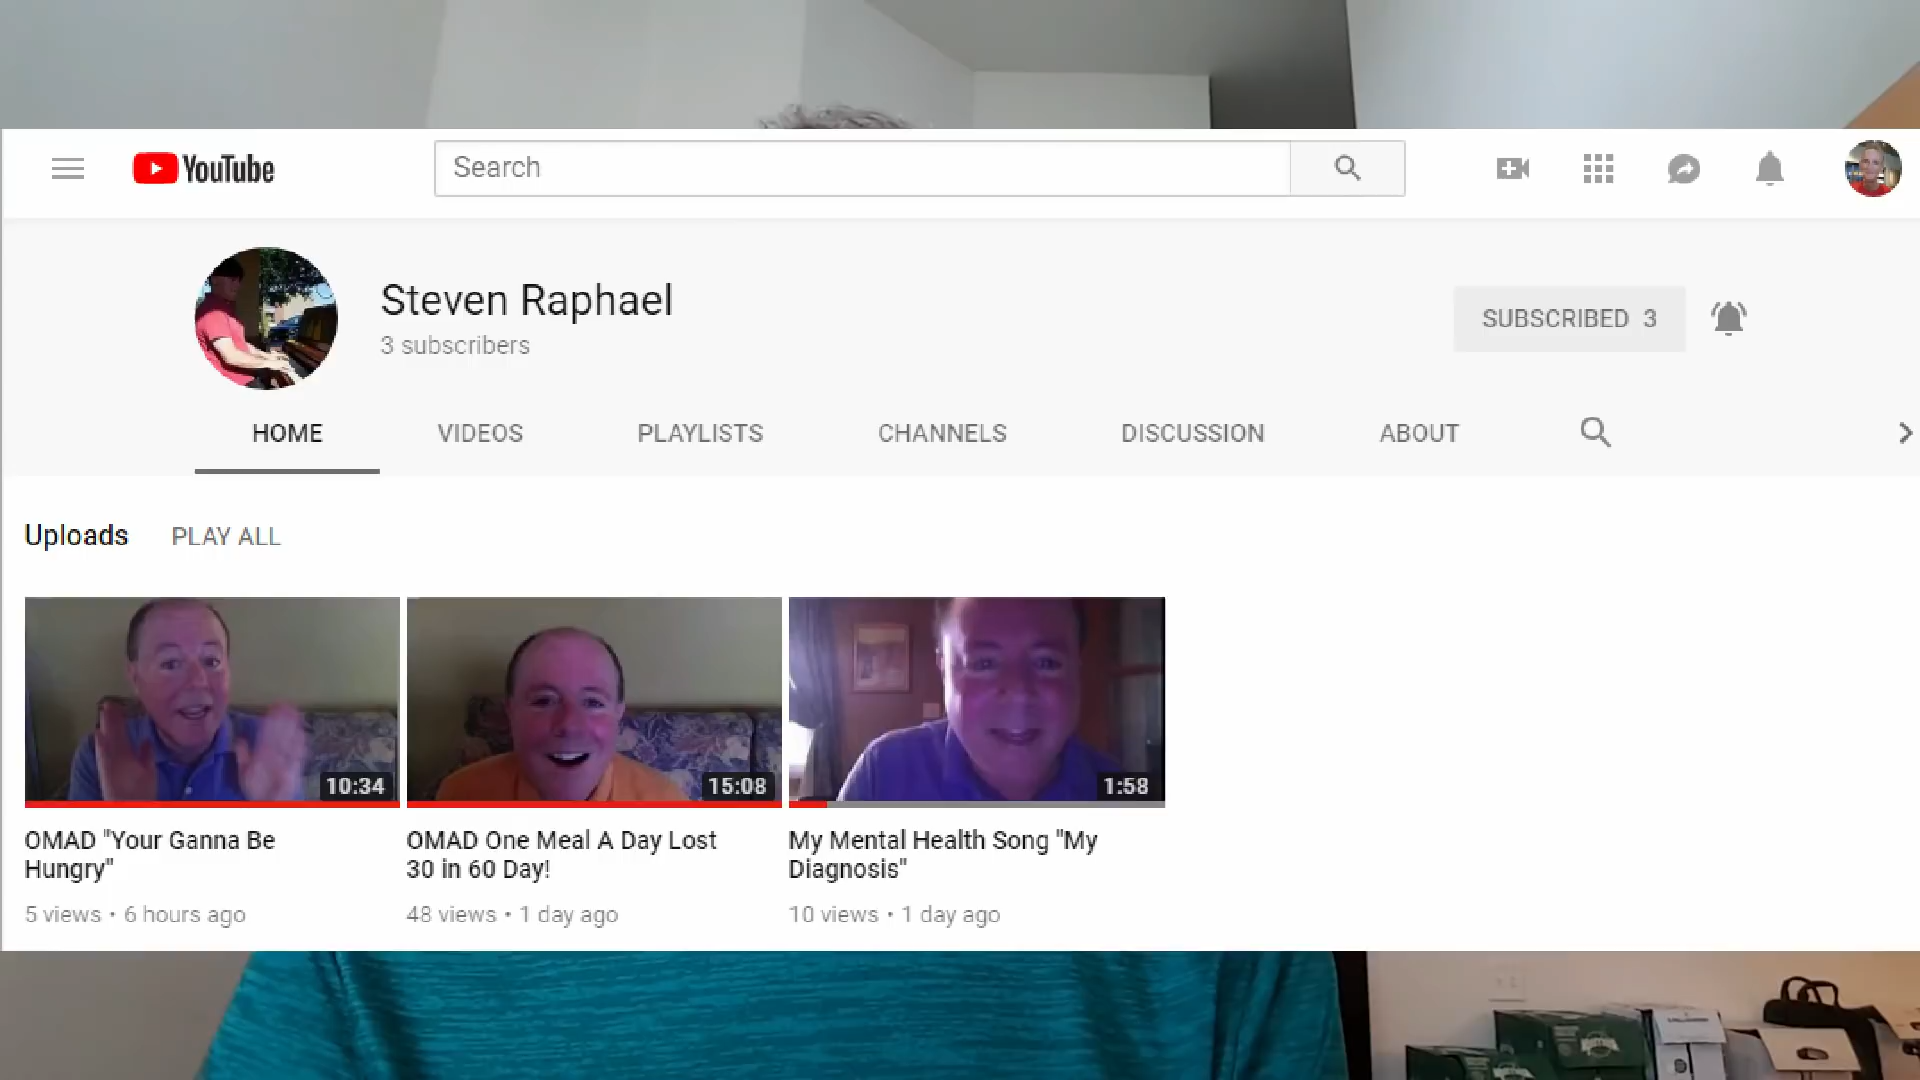 YouTube
Search
Steven Raphael
3 subscribers
SUBSCRIBED 3
HOME VIDEOS PLAYLISTS CHANNELS DISCUSSION ABOUT
Uploads PLAY ALL
10:34 15:08 1:58
OMAD "Your Ganna Be
Hungry"
5 views • 6 hours ago
OMAD One Meal A Day Lost
30 in 60 Day!
48 views • 1 day ago
My Mental Health Song "My
Diagnosis"
10 views • 1 day ago